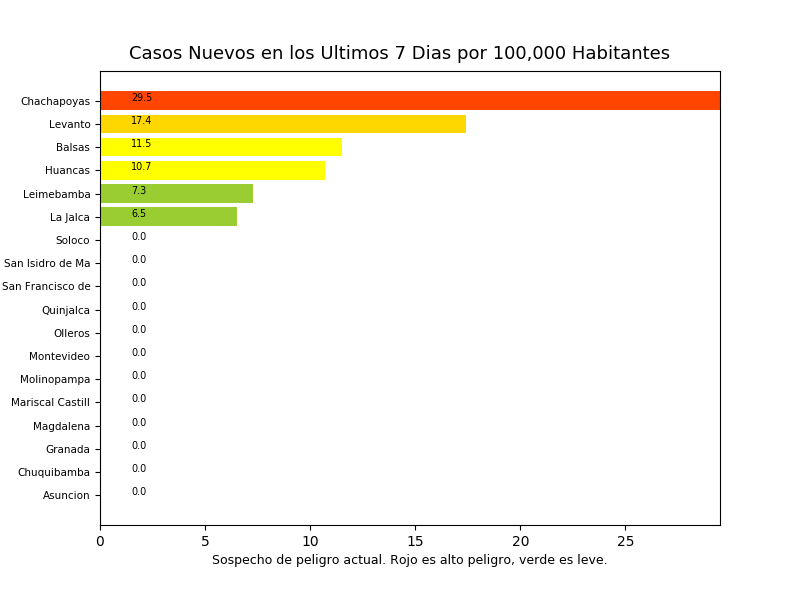 Casos Nuevos en los Ultimos 7 Dias por 100,000 Habitantes
Chachapoyas 29.5
Levanto 17.4
Balsas 11.5
Huancas 10.7
Leimebamba 7.3
La Jalca 6.5
Soloco 0.0
San Isidro de Ma 0.0
San Francisco de 0.0
Quinjalca 0.0
Olleros 0.0
Montevideo 0.0
Molinopampa 0.0
Mariscal Castill 0.0
Magdalena 0.0
Granada 0.0
Chuquibamba 0.0
Asuncion 0.0
0 5 10 15 20 25
Sospecho de peligro actual. Rojo es alto peligro, verde es leve.